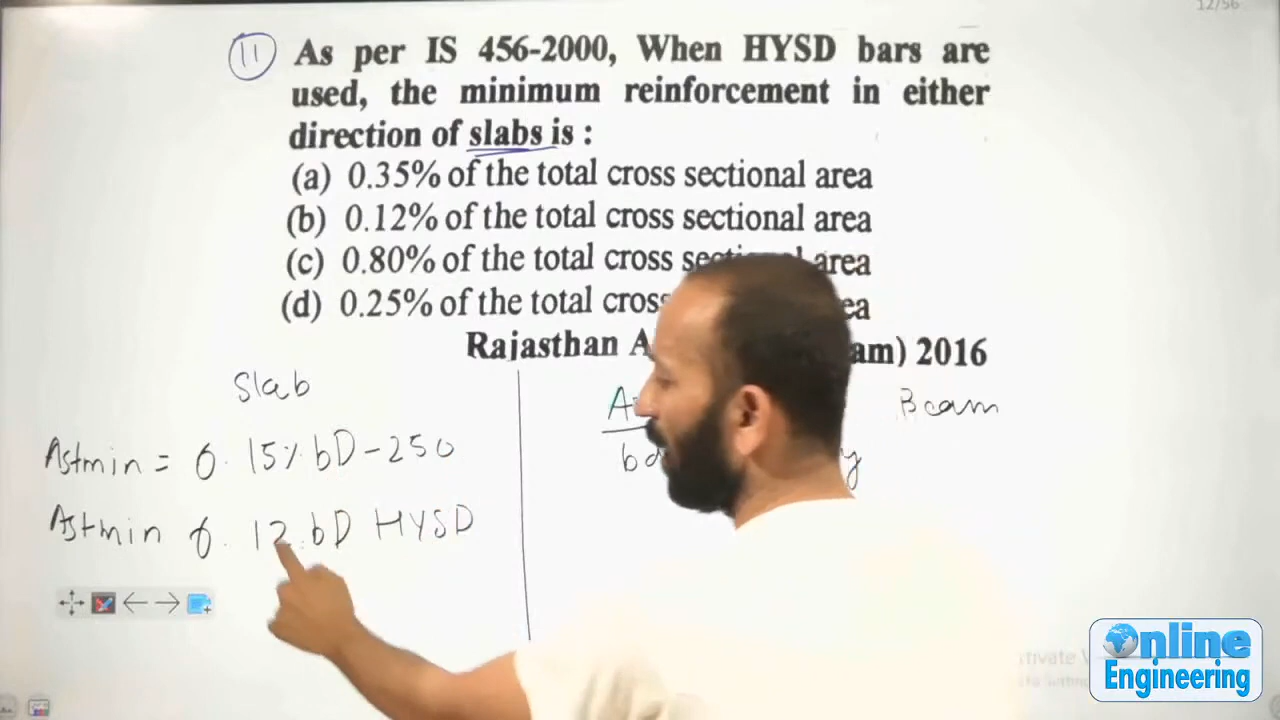 12/56
11 As per IS 456-2000, When HYSD bars are
used, the minimum reinforcement in either
direction of slabs is :
(a) 0.35% of the total cross sectional area
(b) 0.12% of the total cross sectional area
(c) 0.80% of the total cross area
(d) 0.25% of the total
Rajasthan 2016
Slab
Astmin = 0.15% bD-250
Astmin 0.12 bD HYSD
Beam
Online
Engineering